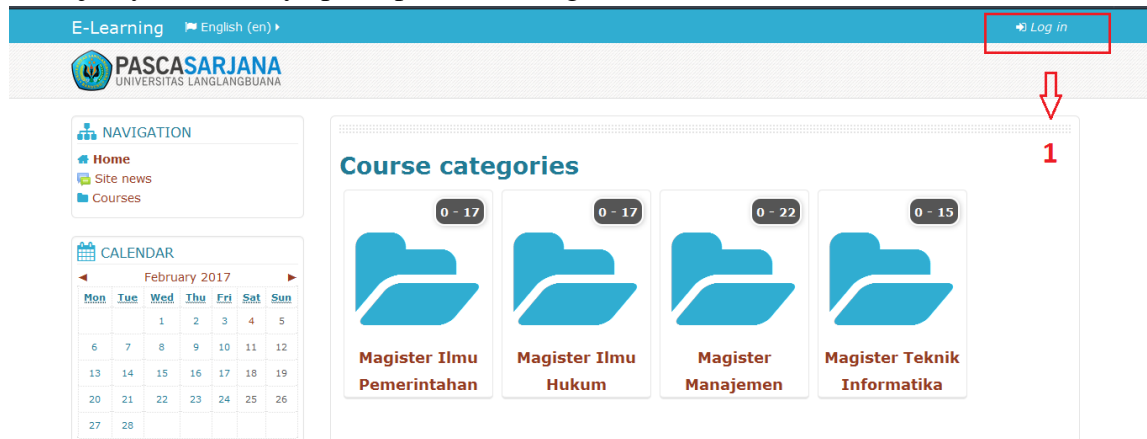 E-Learning English (en)
Log in
PASCASARJANA
UNIVERSITAS LANGLANGBUANA
1
NAVIGATION
Home
Site news
Courses
CALENDAR
February 2017
Mon Tue Wed Thu Fri Sat Sun
1 2 3 4 5
6 7 8 9 10 11 12
13 14 15 16 17 18 19
20 21 22 23 24 25 26
27 28
Course categories
0 - 17
Magister Ilmu
Pemerintahan
0 - 17
Magister Ilmu
Hukum
0 - 22
Magister
Manajemen
0 - 15
Magister Teknik
Informatika